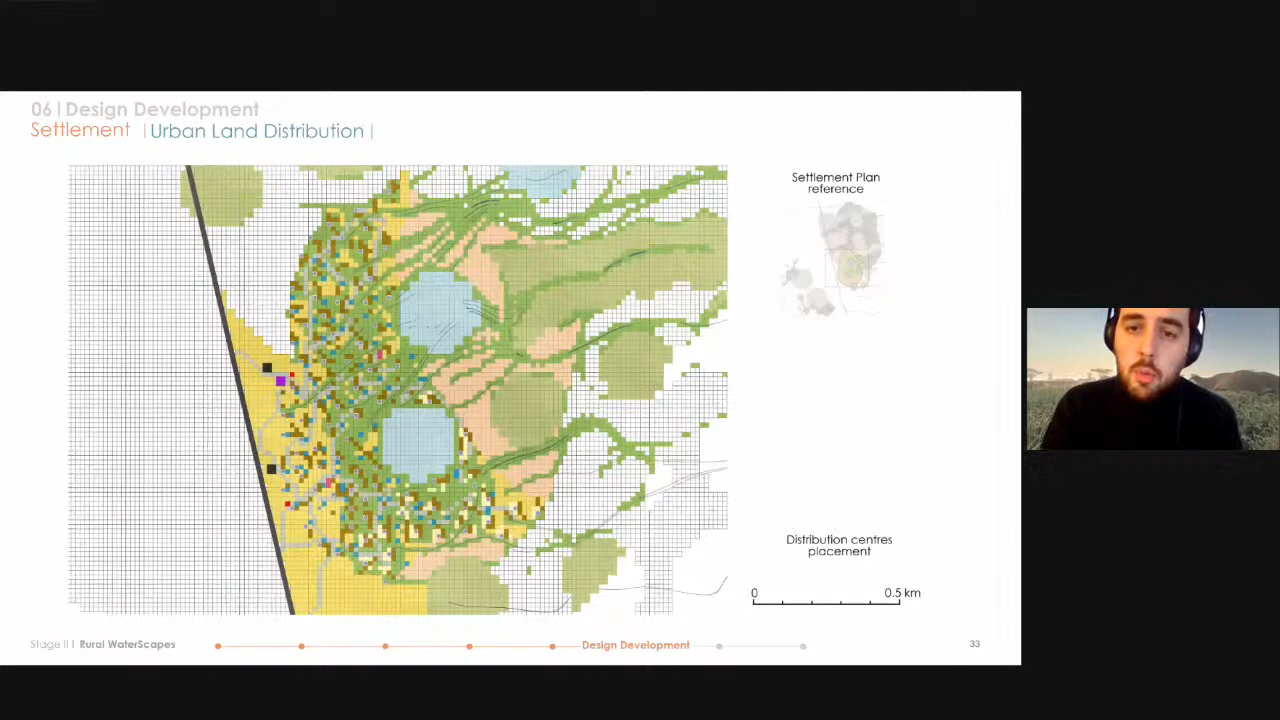 06 | Design Development
Settlement | Urban Land Distribution |
Settlement Plan
reference
Distribution centres
placement
0 0.5 km
Stage II | Rural WaterScapes
Design Development
33